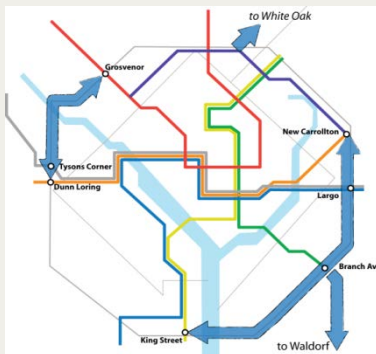 to White Oak
Grosvenor
New Carrollton
Tysons Corner
Dunn Loring
Largo
Branch Av
King Street
to Waldorf